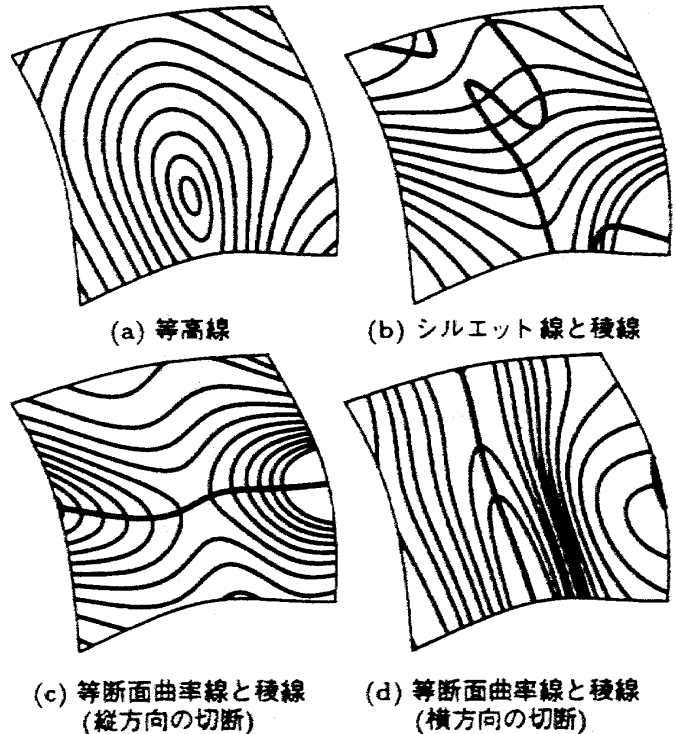 (a) 等高線
(b) シルエット線と稜線
(c) 等断面曲率線と稜線
(縦方向の切断)
(d) 等断面曲率線と稜線
(横方向の切断)